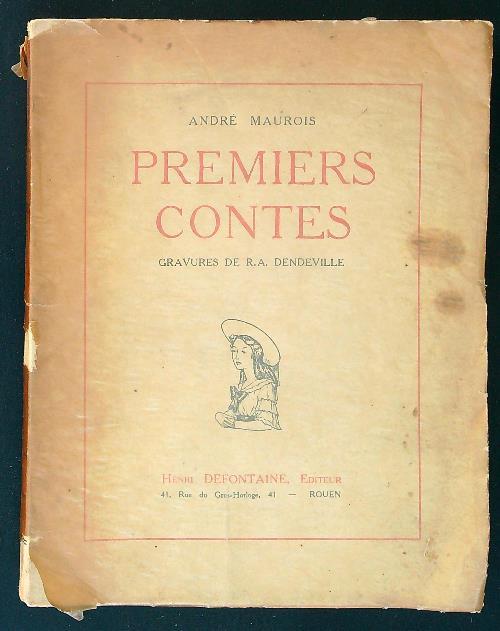 ANDRÉ MAUROIS
PREMIERS
CONTES
GRAVURES DE R.A. DENDEVILLE
HENRI DEFONTAINE, EDITEUR
41, Rue du Gros-Horloge, 41 — ROUEN